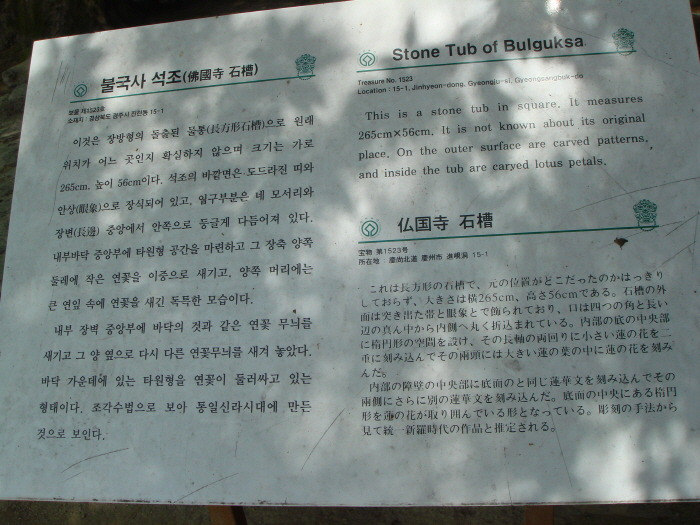 불국사 석조(佛國寺 石槽)
보물 제1523호
소재지 : 경상북도 경주시 진현동 15-1
이것은 장방형의 돌출된 물통(長方形石槽)으로 원래
위치가 어느 곳인지 확실하지 않으며 크기는 가로
265cm, 높이 56cm이다. 석조의 바깥면은 도드라진 띠와
안상(眼象)으로 장식되어 있고, 입구부분은 네 모서리와
장변(長邊) 중앙에서 안쪽으로 둥글게 다듬어져 있다.
내부바닥 중앙부에 타원형 공간을 마련하고 그 장축 양쪽
둘레에 작은 연꽃을 이중으로 새기고, 양쪽 머리에는
큰 연잎 속에 연꽃을 새긴 독특한 모습이다.
내부 장벽 중앙부에 바닥의 것과 같은 연꽃 무늬를
새기고 그 양 옆으로 다시 다른 연꽃무늬를 새겨 놓았다.
바닥 가운데에 있는 타원형을 연꽃이 둘러싸고 있는
형태이다. 조각수법으로 보아 통일신라시대에 만든
것으로 보인다.
Stone Tub of Bulguksa
Treasure No. 1523
Location : 15-1, Jinhyeon-dong, Gyeongju-si, Gyeongsangbuk-do
This is a stone tub in square. It measures
265cm×56cm. It is not known about its original
place. On the outer surface are carved patterns,
and inside the tub are carved lotus petals.
仏国寺 石槽
宝物 第1523号
所在地 : 慶尚北道 慶州市 進峴洞 15-1
これは長方形の石槽で、元の位置がどこだったのかはっきり
しておらず、大きさは横265cm、高さ56cmである。石槽の外
面は突き出た帯と眼象とで飾られており、口は四つの角と長い
辺の真ん中から内側へ丸く折込まれている。内部の底の中央部
に楕円形の空間を設け、その長軸の両回りに小さい蓮の花を二
重に刻み込んでその両頭には大きい蓮の葉の中に蓮の花を刻み
んだ。
内部の障壁の中央部に底面のと同じ蓮華文を刻み込んでその
両側にさらに別の蓮華文を刻み込んだ。底面の中央にある楕円
形を蓮の花が取り囲んでいる形となっている。彫刻の手法から
見て統一新羅時代の作品と推定される。